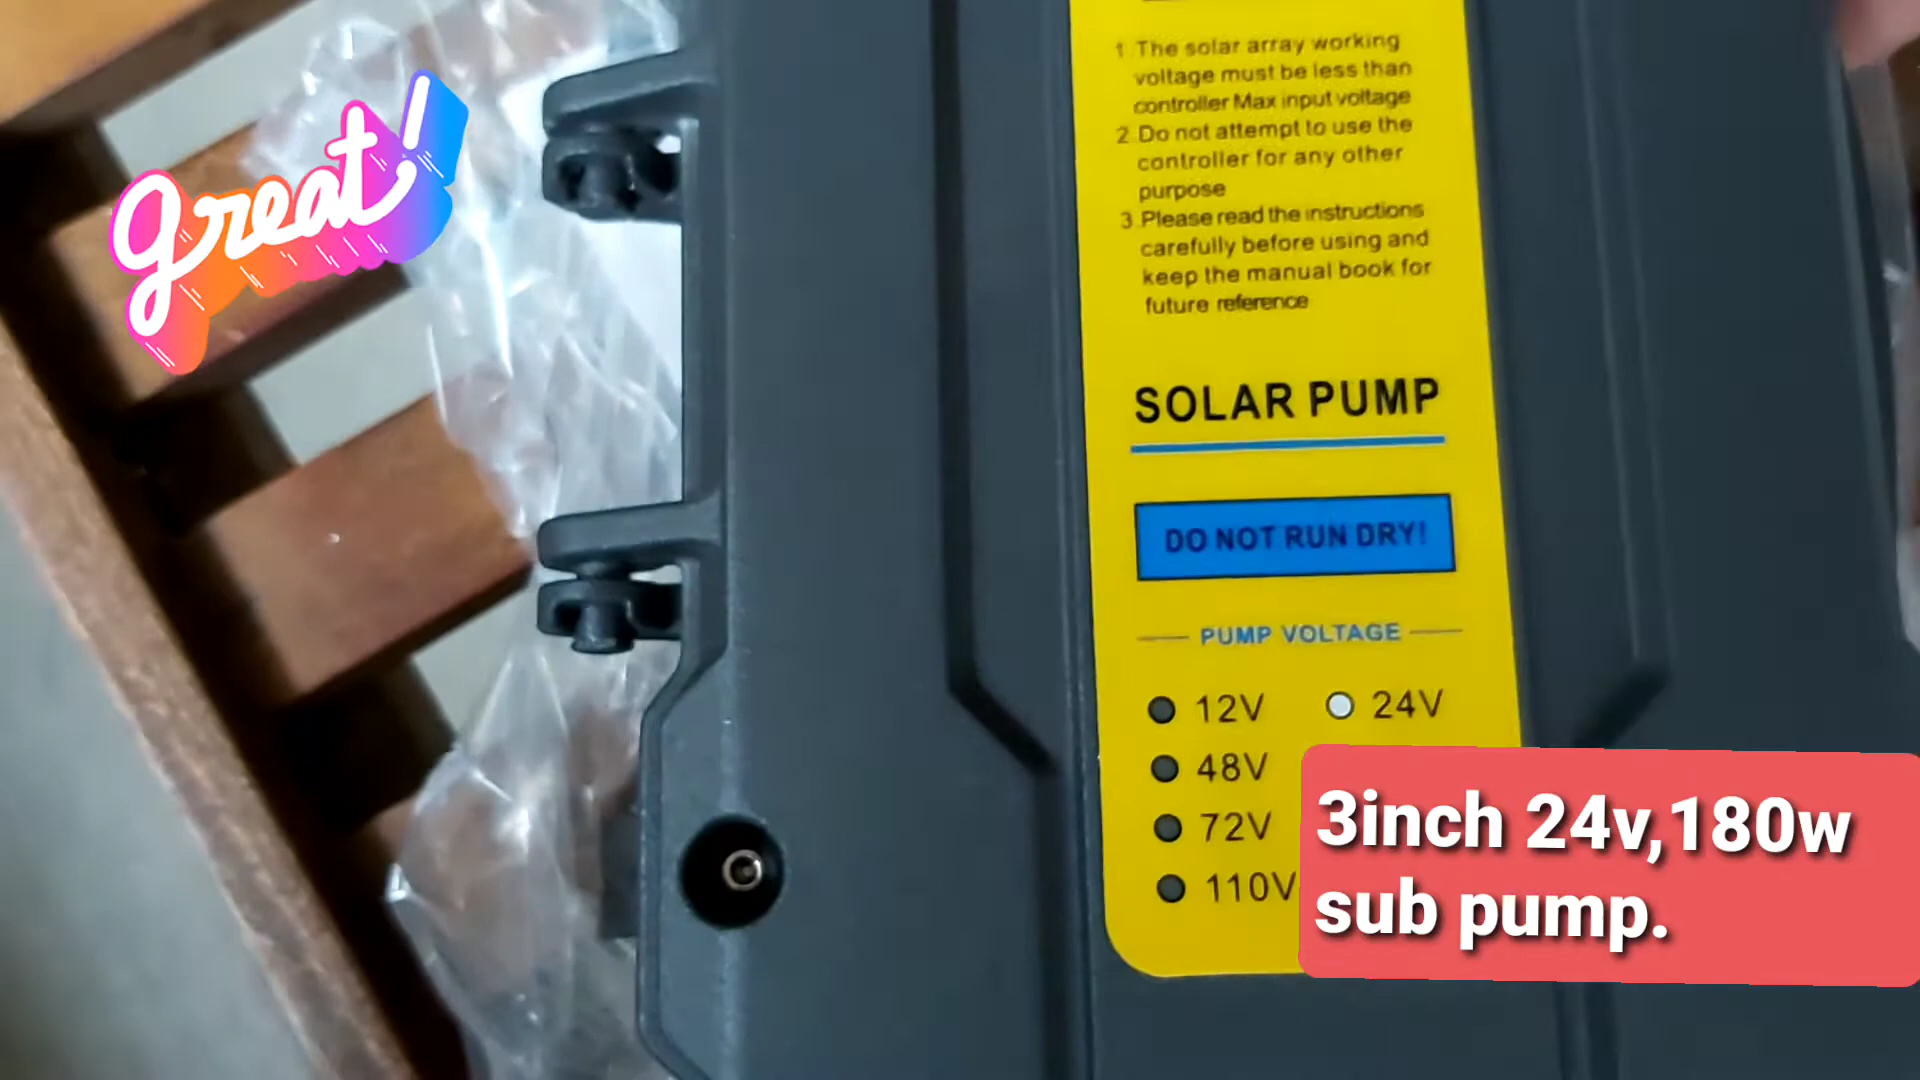 great!
1 The solar array working
voltage must be less than
controller Max input voltage
2 Do not attempt to use the
controller for any other
purpose
3 Please read the instructions
carefully before using and
keep the manual book for
future reference
SOLAR PUMP
DO NOT RUN DRY!
PUMP VOLTAGE
12V 24V
48V
72V
110V
3inch 24v,180w
sub pump.